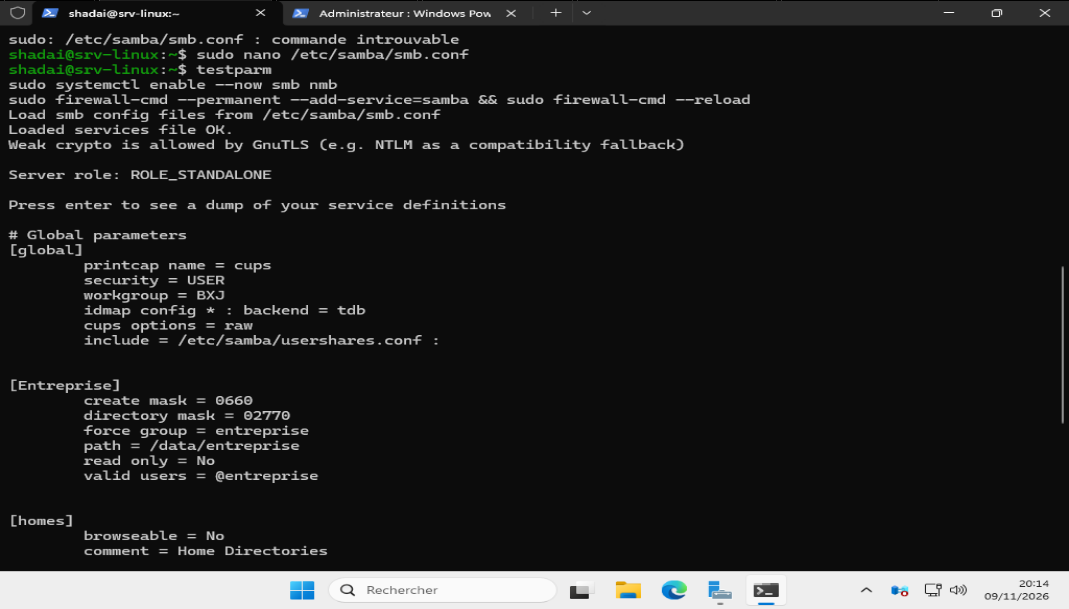 shadai@srv-linux:~
Administrateur : Windows Pow
sudo: /etc/samba/smb.conf : commande introuvable
shadai@srv-linux:~$ sudo nano /etc/samba/smb.conf
shadai@srv-linux:~$ testparm
sudo systemctl enable --now smb nmb
sudo firewall-cmd --permanent --add-service=samba && sudo firewall-cmd --reload
Load smb config files from /etc/samba/smb.conf
Loaded services file OK.
Weak crypto is allowed by GnuTLS (e.g. NTLM as a compatibility fallback)
Server role: ROLE_STANDALONE
Press enter to see a dump of your service definitions
# Global parameters
[global]
printcap name = cups
security = USER
workgroup = BXJ
idmap config * : backend = tdb
cups options = raw
include = /etc/samba/usershares.conf :
[Entreprise]
create mask = 0660
directory mask = 02770
force group = entreprise
path = /data/entreprise
read only = No
valid users = @entreprise
[homes]
browseable = No
comment = Home Directories
Rechercher
20:14
09/11/2026